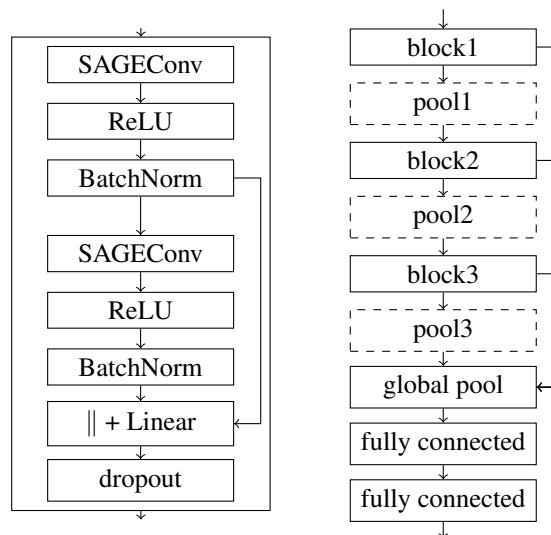 SAGEConv
ReLU
BatchNorm
SAGEConv
ReLU
BatchNorm
|| + Linear
dropout
block1
pool1
block2
pool2
block3
pool3
global pool
fully connected
fully connected